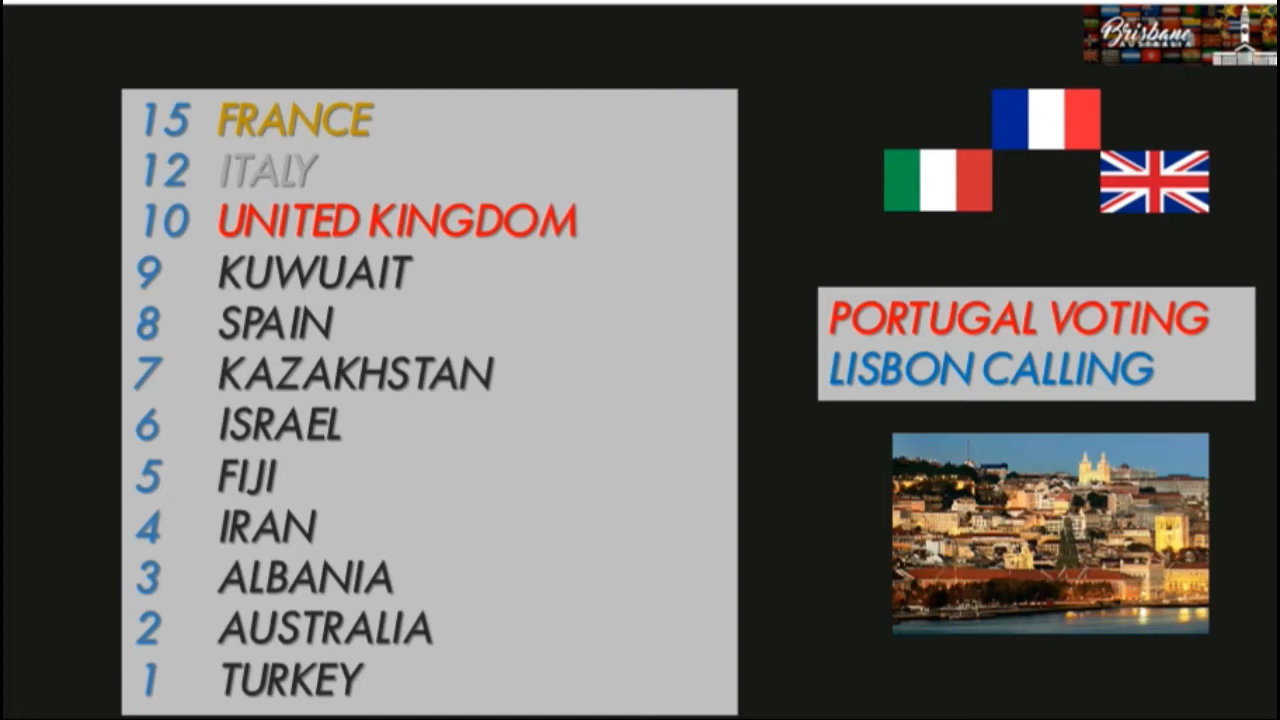 Brisbane
AUSTRALIA
15 FRANCE
12 ITALY
10 UNITED KINGDOM
9 KUWUAIT
8 SPAIN
7 KAZAKHSTAN
6 ISRAEL
5 FIJI
4 IRAN
3 ALBANIA
2 AUSTRALIA
1 TURKEY
PORTUGAL VOTING
LISBON CALLING